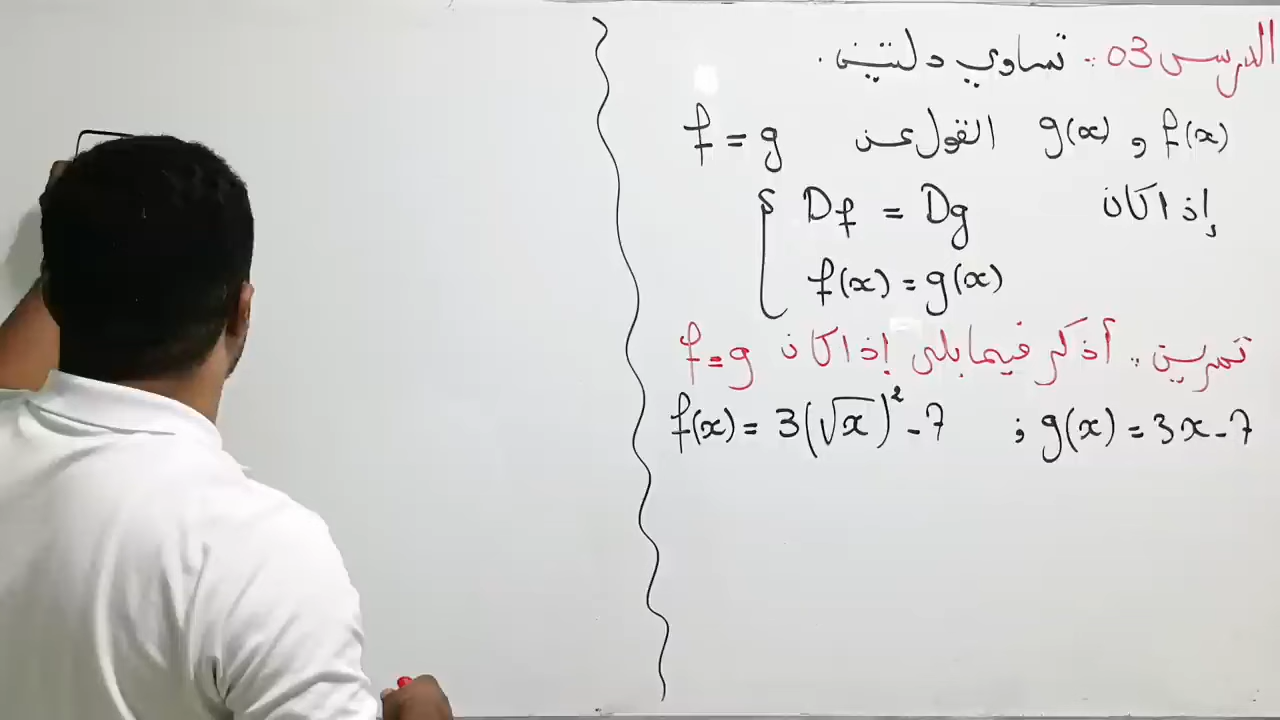 الدرس 03 : تساوي دلتين .
f(x) و g(x) القول عن f = g
إذا كان { Df = Dg
f(x) = g(x)
تمرين : أذكر فيما يلي إذا كان f=g
f(x) = 3(√x)² - 7 ; g(x) = 3x - 7